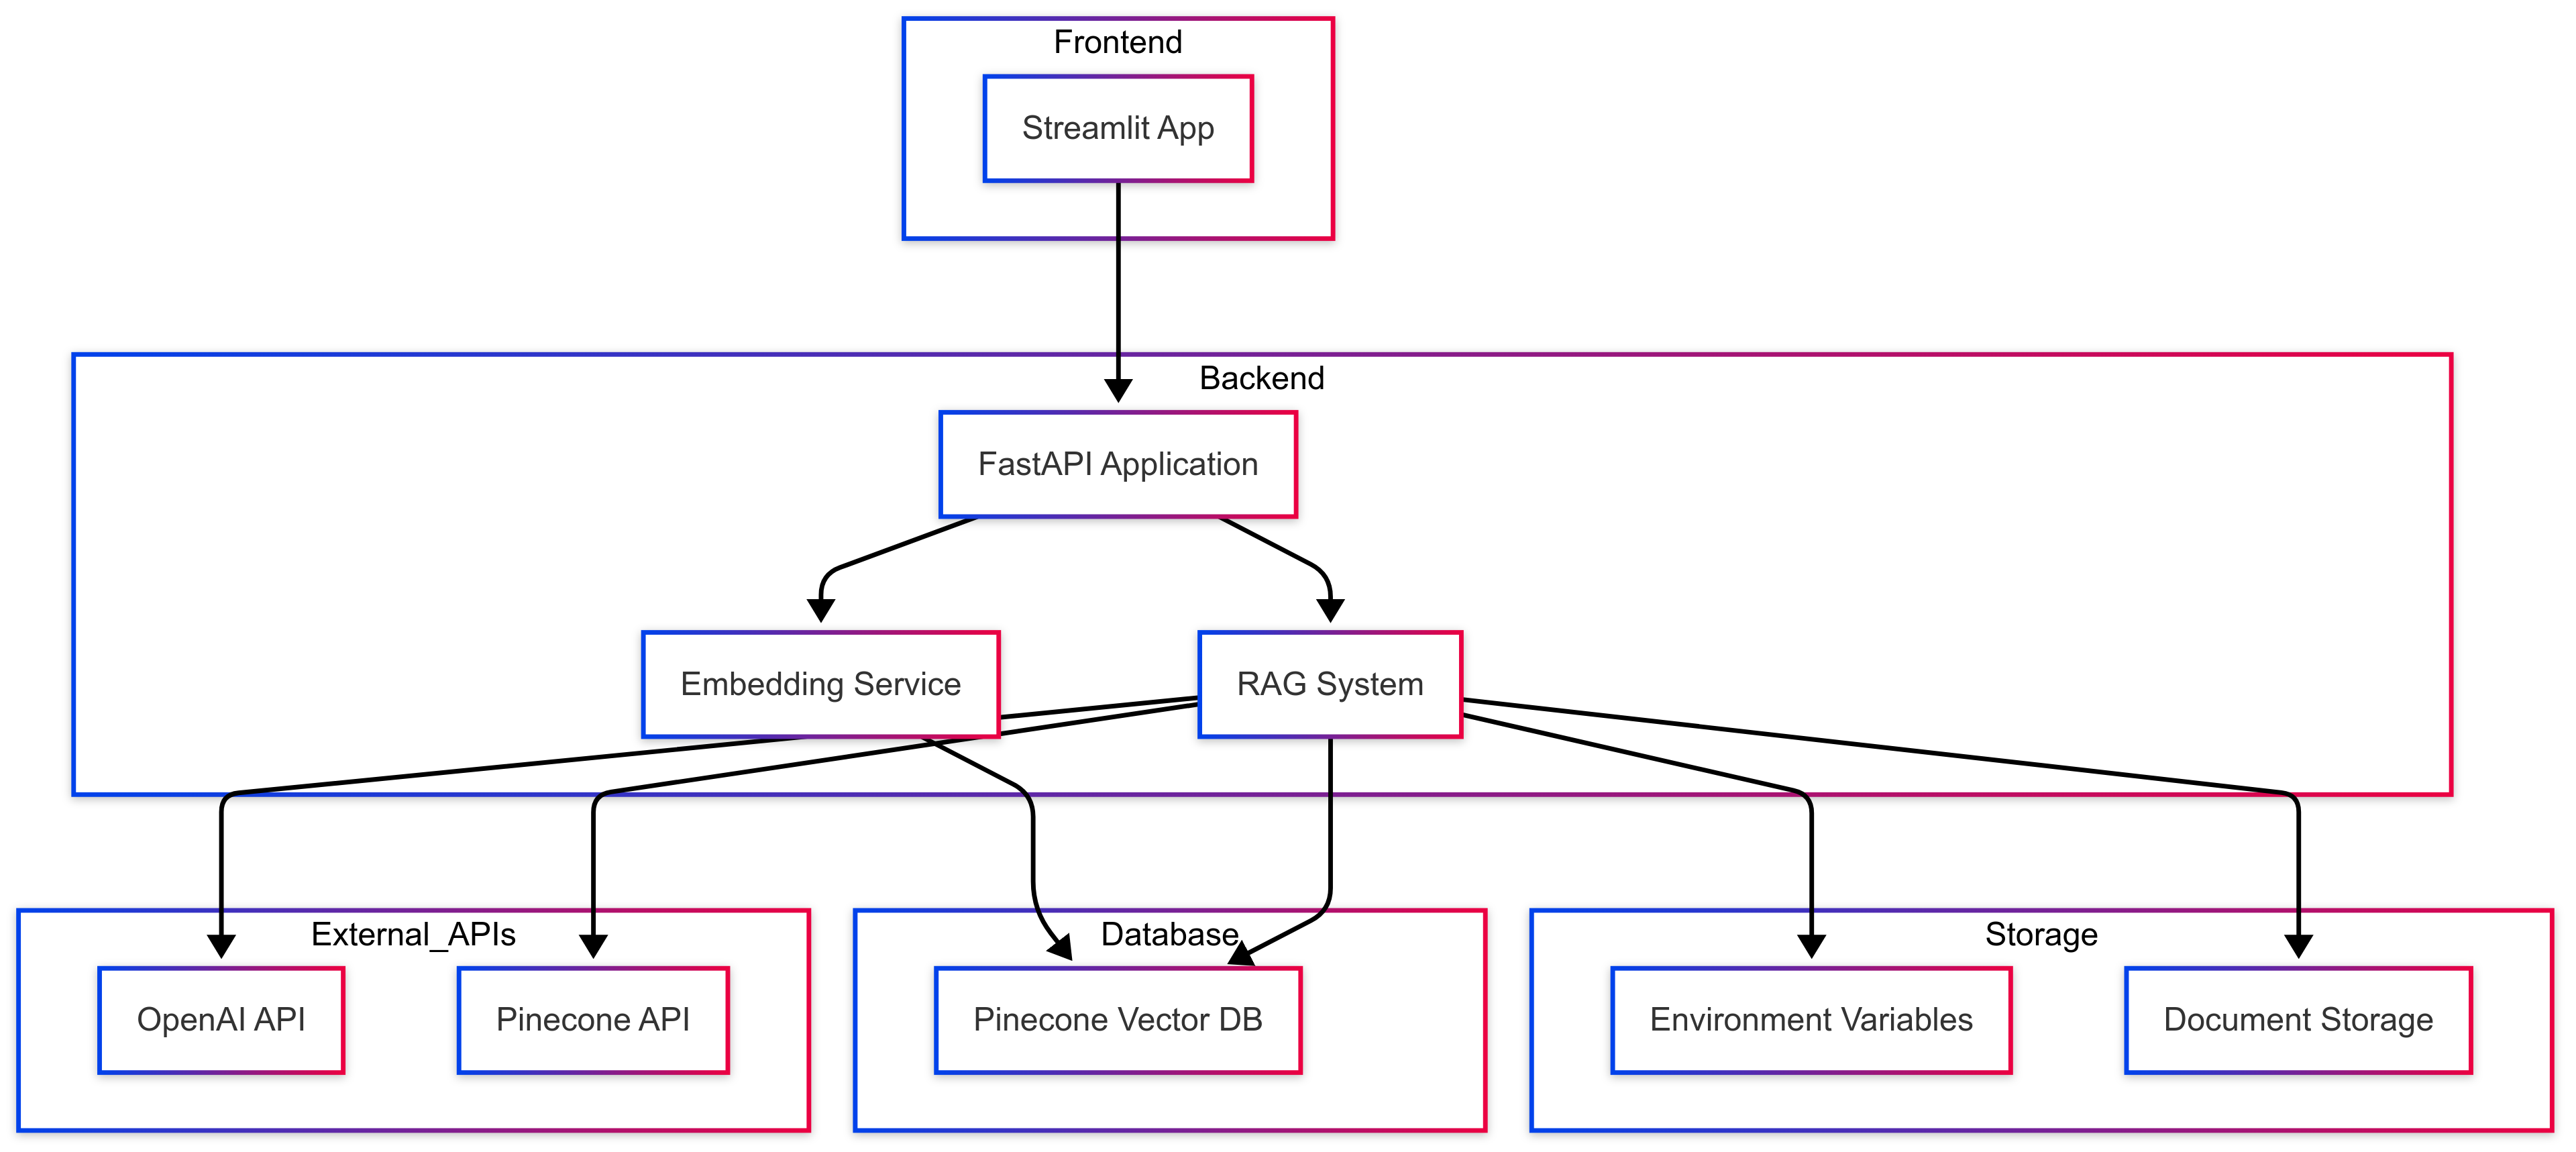 Frontend
Streamlit App
Backend
FastAPI Application
Embedding Service
RAG System
External_APIs
OpenAI API
Pinecone API
Database
Pinecone Vector DB
Storage
Environment Variables
Document Storage